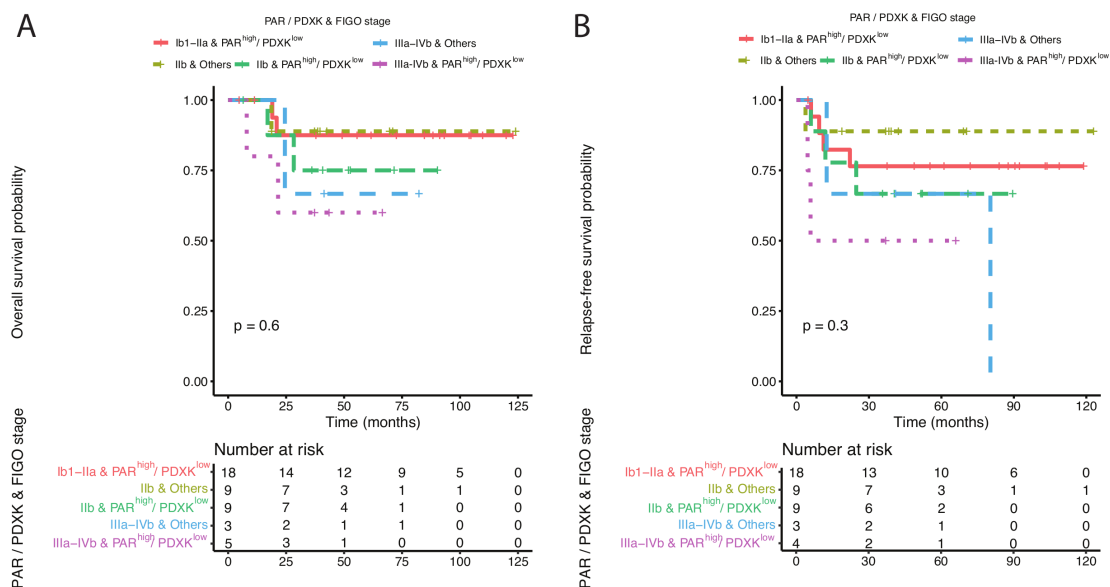 A
PAR / PDXK & FIGO stage
Ib1–IIa & PARhigh/ PDXKlow
IIIa–IVb & Others
IIb & Others
IIb & PARhigh/ PDXKlow
IIIa-IVb & PARhigh/ PDXKlow
Overall survival probability
1.00
0.75
0.50
0.25
0.00
p = 0.6
0 25 50 75 100 125
Time (months)
PAR / PDXK & FIGO stage
Number at risk
Ib1–IIa & PARhigh/ PDXKlow 18 14 12 9 5 0
IIb & Others 9 7 3 1 1 0
IIb & PARhigh/ PDXKlow 9 7 4 1 0 0
IIIa–IVb & Others 3 2 1 1 0 0
IIIa–IVb & PARhigh/ PDXKlow 5 3 1 0 0 0
0 25 50 75 100 125
B
PAR / PDXK & FIGO stage
Ib1–IIa & PARhigh/ PDXKlow
IIIa–IVb & Others
IIb & Others
IIb & PARhigh/ PDXKlow
IIIa-IVb & PARhigh/ PDXKlow
Relapse-free survival probability
1.00
0.75
0.50
0.25
0.00
p = 0.3
0 30 60 90 120
Time (months)
PAR / PDXK & FIGO stage
Number at risk
Ib1–IIa & PARhigh/ PDXKlow 18 13 10 6 0
IIb & Others 9 7 3 1 1
IIb & PARhigh/ PDXKlow 9 6 2 0 0
IIIa–IVb & Others 3 2 1 0 0
IIIa–IVb & PARhigh/ PDXKlow 4 2 1 0 0
0 30 60 90 120